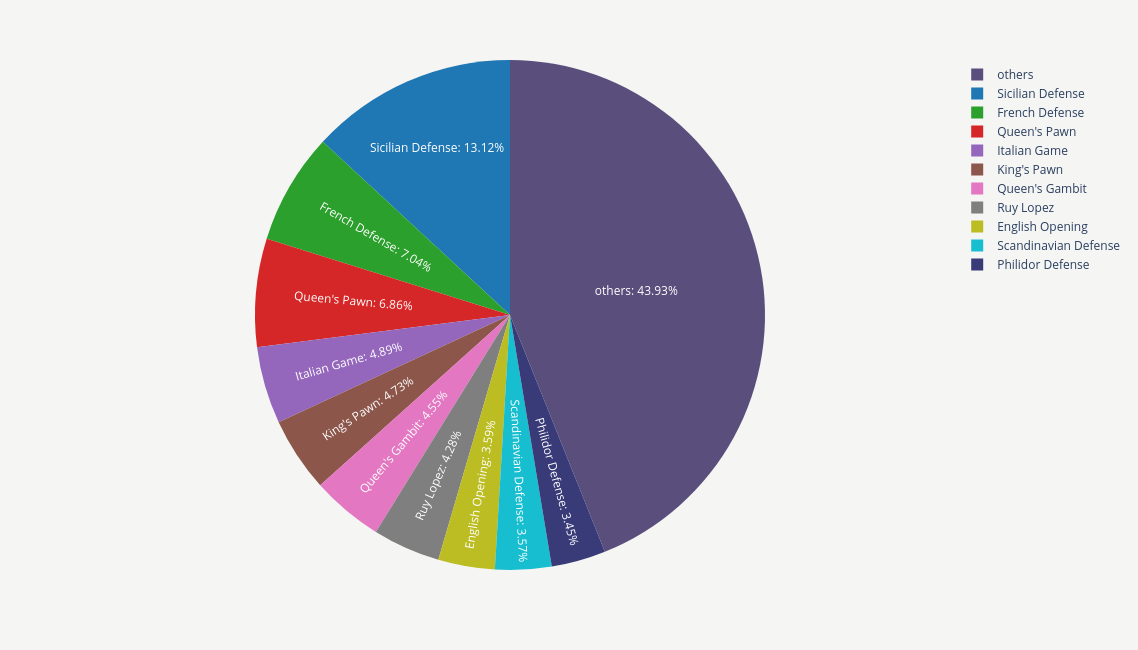 Sicilian Defense: 13.12%
French Defense: 7.04%
Queen's Pawn: 6.86%
Italian Game: 4.89%
King's Pawn: 4.73%
Queen's Gambit: 4.55%
Ruy Lopez: 4.28%
English Opening: 3.59%
Scandinavian Defense: 3.57%
Philidor Defense: 3.45%
others: 43.93%
others
Sicilian Defense
French Defense
Queen's Pawn
Italian Game
King's Pawn
Queen's Gambit
Ruy Lopez
English Opening
Scandinavian Defense
Philidor Defense